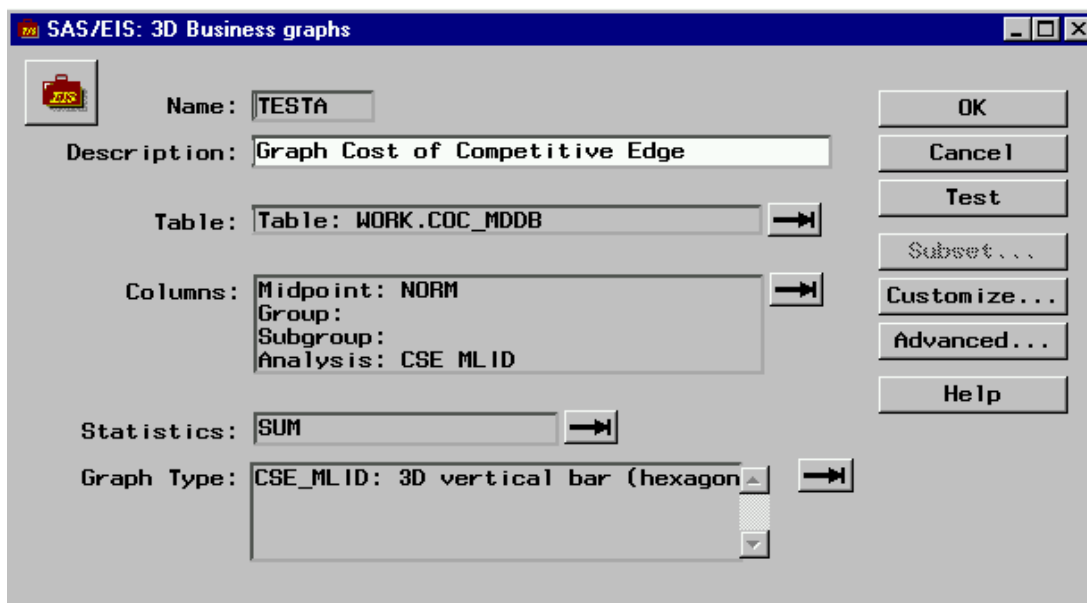 SAS/EIS: 3D Business graphs
EIS
Name: TESTA
Description: Graph Cost of Competitive Edge
Table: Table: WORK.COC_MDDB
Columns: Midpoint: NORM
Group:
Subgroup:
Analysis: CSE MLID
Statistics: SUM
Graph Type: CSE_MLID: 3D vertical bar (hexagon
OK
Cancel
Test
Subset...
Customize...
Advanced...
Help